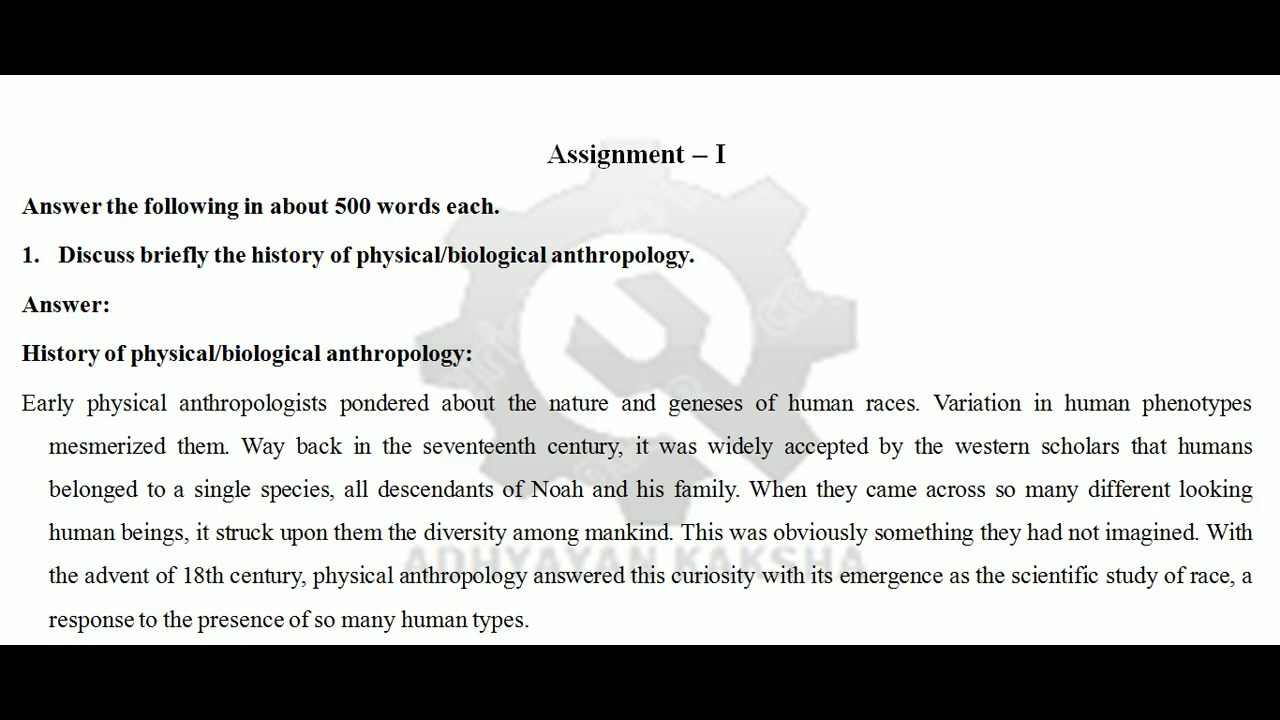 Assignment – I
Answer the following in about 500 words each.
1. Discuss briefly the history of physical/biological anthropology.
Answer:
History of physical/biological anthropology:
Early physical anthropologists pondered about the nature and geneses of human races. Variation in human phenotypes
mesmerized them. Way back in the seventeenth century, it was widely accepted by the western scholars that humans
belonged to a single species, all descendants of Noah and his family. When they came across so many different looking
human beings, it struck upon them the diversity among mankind. This was obviously something they had not imagined. With
the advent of 18th century, physical anthropology answered this curiosity with its emergence as the scientific study of race, a
response to the presence of so many human types.
ADHYAYAN KAKSHA